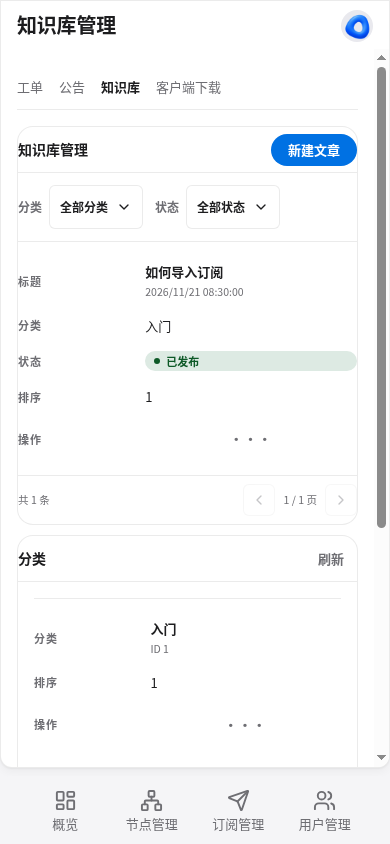 知识库管理
工单 公告 知识库 客户端下载
知识库管理 新建文章
分类 全部分类 状态 全部状态
标题 如何导入订阅
2026/11/21 08:30:00
分类 入门
状态 已发布
排序 1
操作 • • •
共 1 条 1 / 1 页
分类 刷新
分类 入门
ID 1
排序 1
操作 • • •
概览 节点管理 订阅管理 用户管理